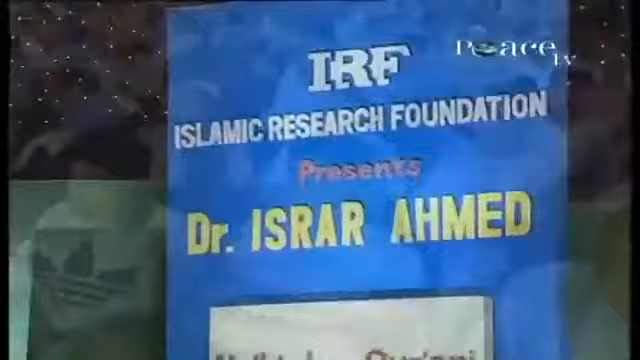 Peace TV
IRF
ISLAMIC RESEARCH FOUNDATION
Presents
Dr. ISRAR AHMED